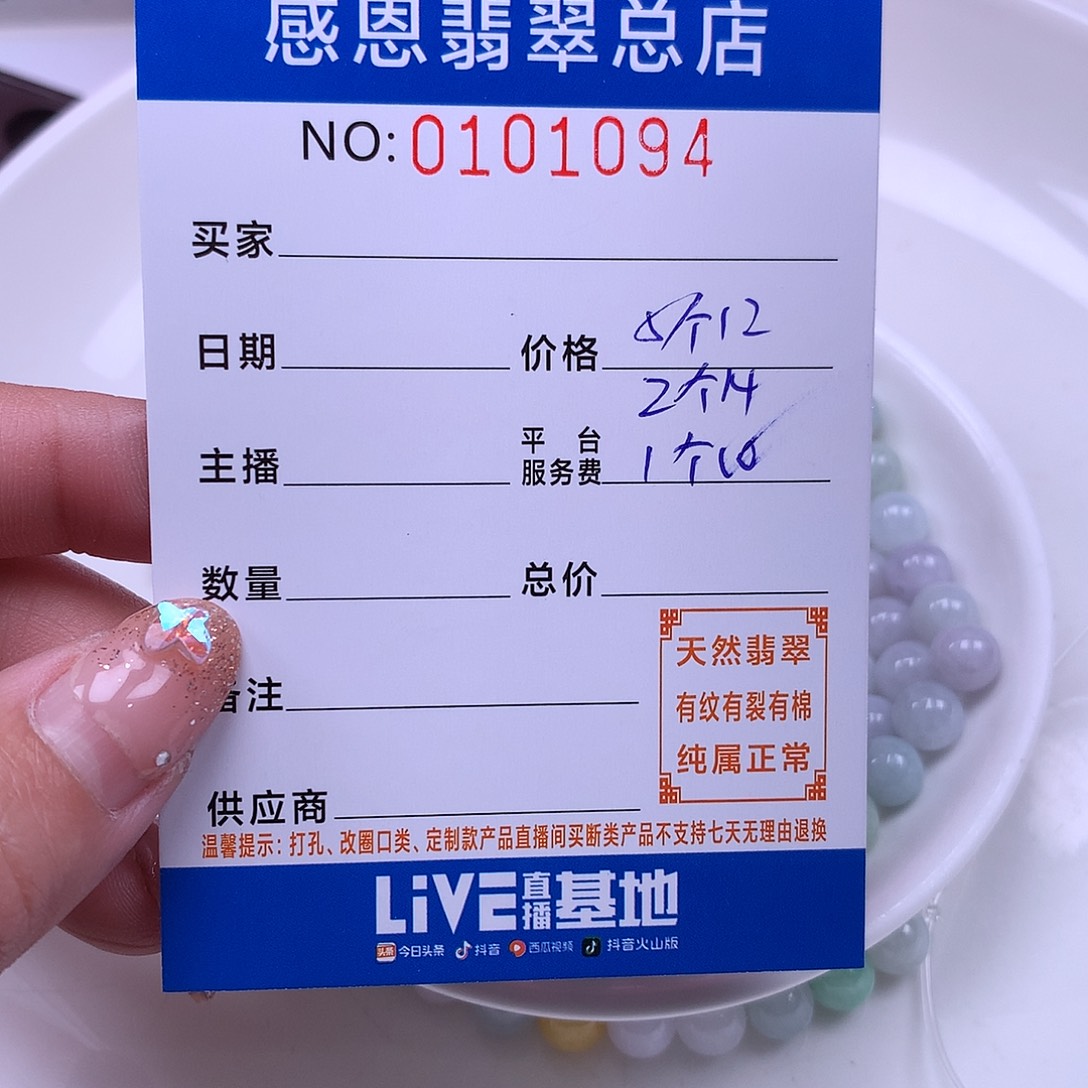 感恩翡翠总店
NO:0101094
买家
日期 价格 5个12
2个14
主播 平台服务费 1个16
数量 总价
天然翡翠
备注 有纹有裂有棉
纯属正常
供应商
温馨提示:打孔、改圈口类、定制款产品直播间买断类产品不支持七天无理由退换
LiVE直播基地
头条 今日头条 抖音 西瓜视频 抖音火山版